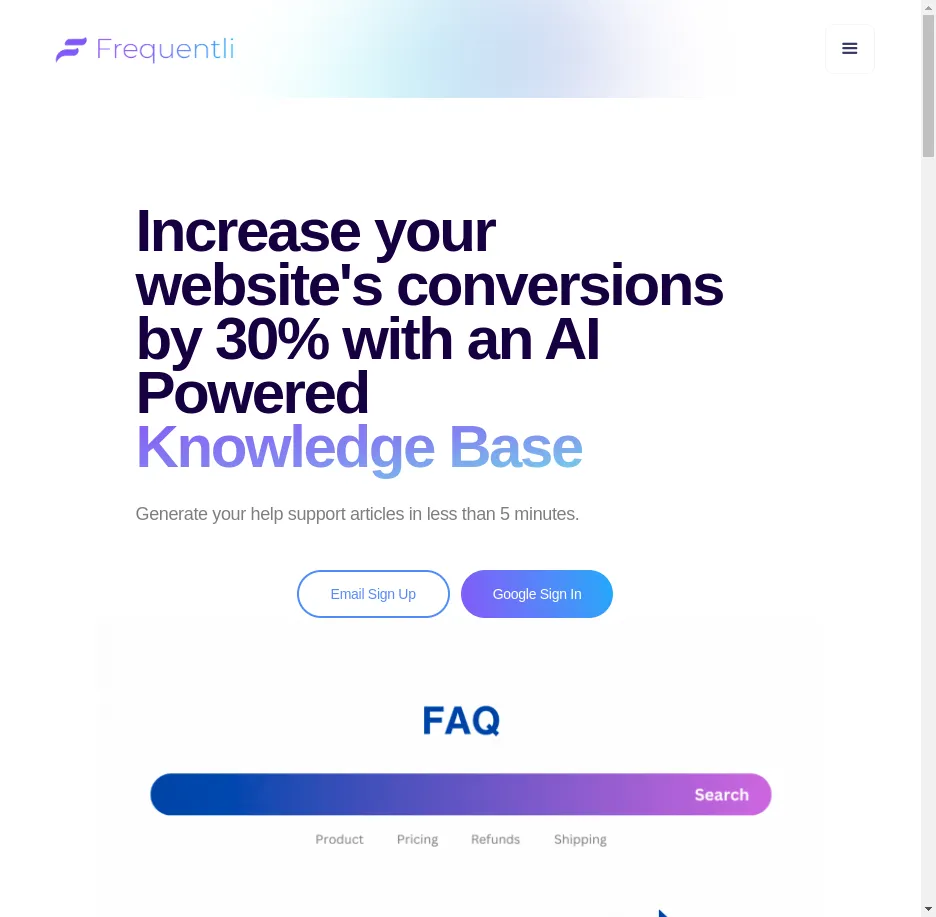 Frequentli
Increase your
website's conversions
by 30% with an AI
Powered
Knowledge Base
Generate your help support articles in less than 5 minutes.
Email Sign Up
Google Sign In
FAQ
Search
Product Pricing Refunds Shipping